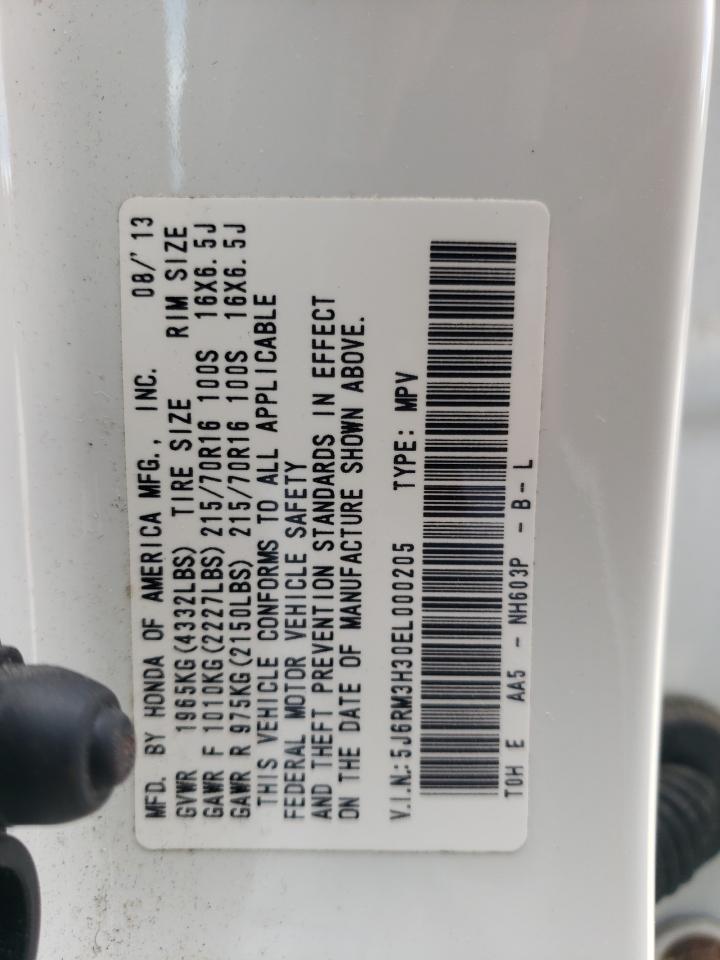 MFD. BY HONDA OF AMERICA MFG., INC. 08/'13
GVWR 1965KG(4332LBS) TIRE SIZE RIM SIZE
GAWR F 1010KG(2227LBS) 215/70R16 100S 16X6.5J
GAWR R 975KG(2150LBS) 215/70R16 100S 16X6.5J
THIS VEHICLE CONFORMS TO ALL APPLICABLE
FEDERAL MOTOR VEHICLE SAFETY
AND THEFT PREVENTION STANDARDS IN EFFECT
ON THE DATE OF MANUFACTURE SHOWN ABOVE.
V.I.N.: 5J6RM3H30EL000205 TYPE: MPV
T0H E AA5 - NH603P - B - L